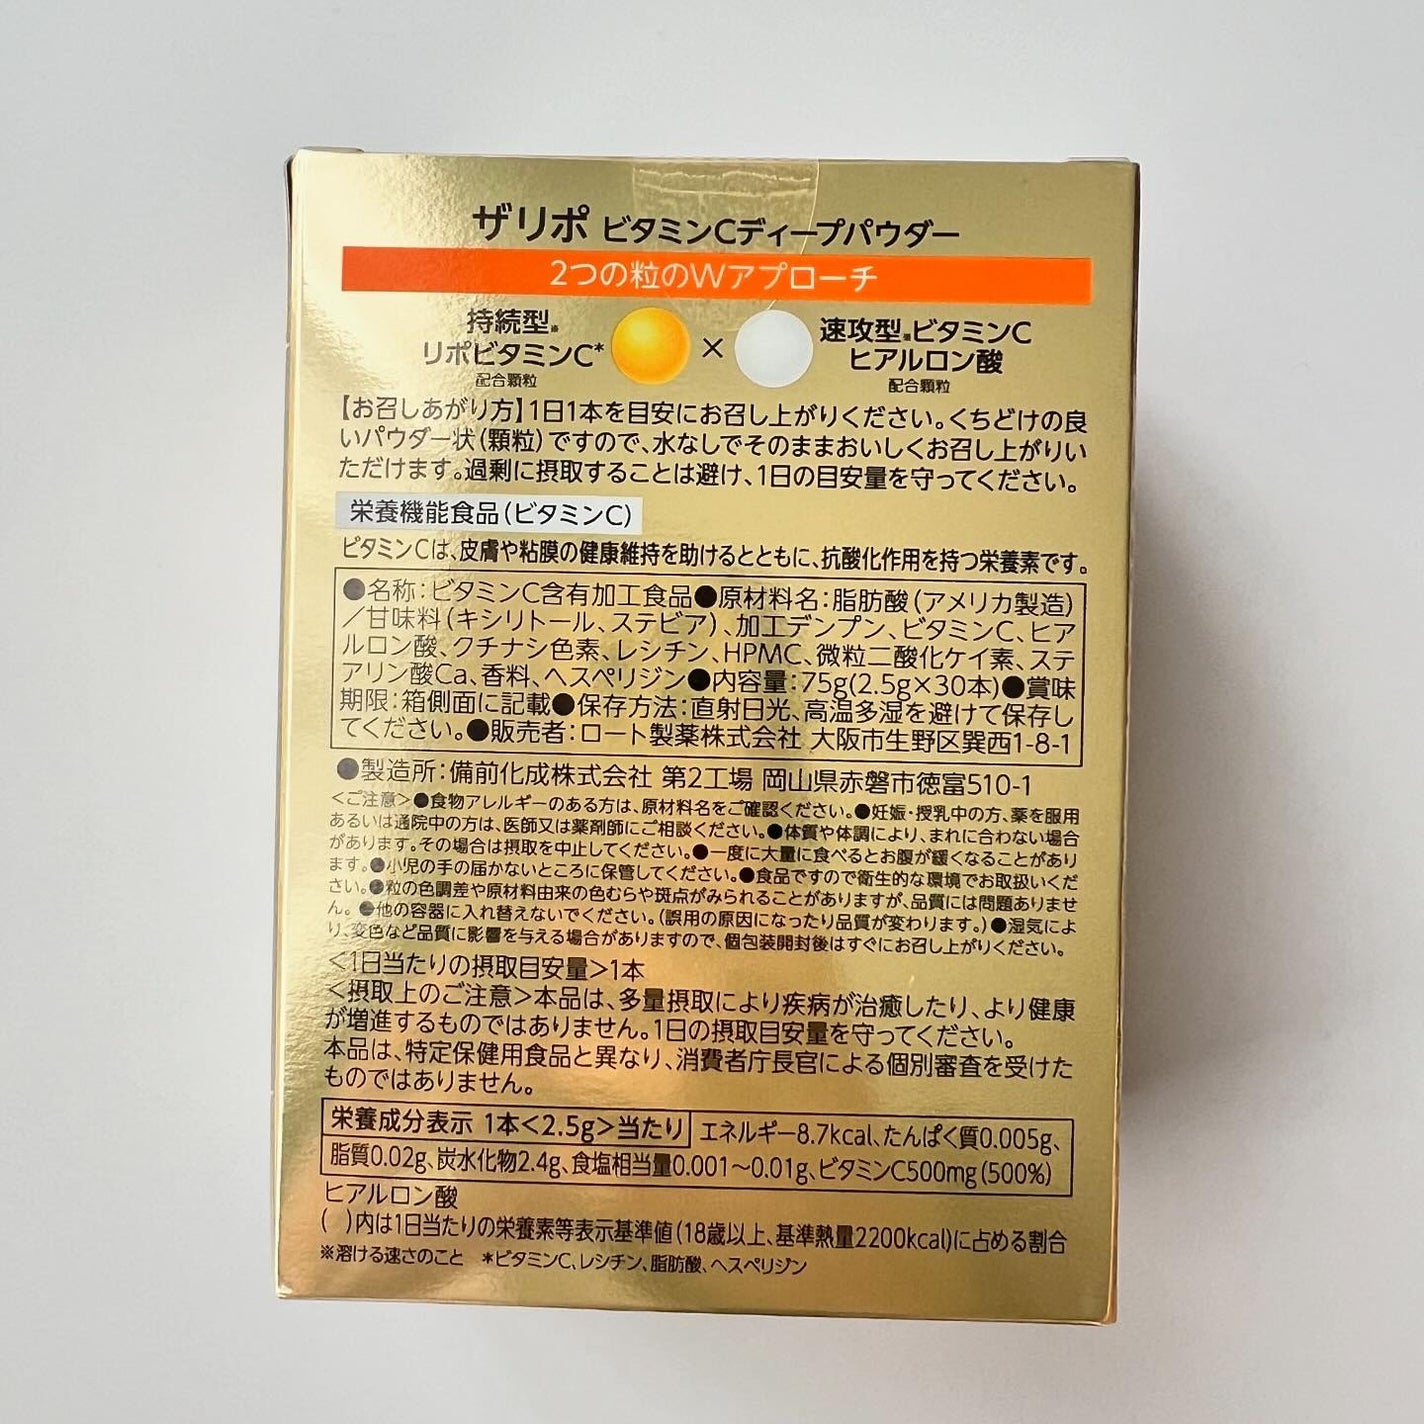 ザリポ ビタミンCディープパウダー
2つの粒のWアプローチ
持続型※
リポビタミンC*
配合顆粒
×
速攻型※ビタミンC
ヒアルロン酸
配合顆粒
【お召しあがり方】1日1本を目安にお召し上がりください。くちどけの良
いパウダー状(顆粒)ですので、水なしでそのままおいしくお召し上がりい
ただけます。過剰に摂取することは避け、1日の目安量を守ってください。
栄養機能食品(ビタミンC)
ビタミンCは、皮膚や粘膜の健康維持を助けるとともに、抗酸化作用を持つ栄養素です。
●名称:ビタミンC含有加工食品●原材料名:脂肪酸(アメリカ製造)
/甘味料(キシリトール、ステビア)、加工デンプン、ビタミンC、ヒア
ルロン酸、クチナシ色素、レシチン、HPMC、微粒二酸化ケイ素、ステ
アリン酸Ca、香料、ヘスペリジン●内容量:75g(2.5g×30本)●賞味
期限:箱側面に記載●保存方法:直射日光、高温多湿を避けて保存し
てください。●販売者:ロート製薬株式会社 大阪市生野区巽西1-8-1
●製造所:備前化成株式会社 第2工場 岡山県赤磐市徳富510-1
<ご注意>●食物アレルギーのある方は、原材料名をご確認ください。●妊娠・授乳中の方、薬を服用
あるいは通院中の方は、医師又は薬剤師にご相談ください。●体質や体調により、まれに合わない場合
があります。その場合は摂取を中止してください。●一度に大量に食べるとお腹が緩くなることがあり
ます。●小児の手の届かないところに保管してください。●食品ですので衛生的な環境でお取扱いくだ
さい。●粒の色調差や原材料由来の色むらや斑点がみられることがありますが、品質には問題ありませ
ん。●他の容器に入れ替えないでください。(誤用の原因になったり品質が変わります。)●湿気によ
り、変色など品質に影響を与える場合がありますので、個包装開封後はすぐにお召し上がりください。
<1日当たりの摂取目安量>1本
<摂取上のご注意>本品は、多量摂取により疾病が治癒したり、より健康
が増進するものではありません。1日の摂取目安量を守ってください。
本品は、特定保健用食品と異なり、消費者庁長官による個別審査を受けた
ものではありません。
栄養成分表示 1本<2.5g>当たり エネルギー8.7kcal、たんぱく質0.005g、
脂質0.02g、炭水化物2.4g、食塩相当量0.001～0.01g、ビタミンC500mg(500%)
ヒアルロン酸
( )内は1日当たりの栄養素等表示基準値(18歳以上、基準熱量2200kcal)に占める割合
※溶ける速さのこと *ビタミンC、レシチン、脂肪酸、ヘスペリジン